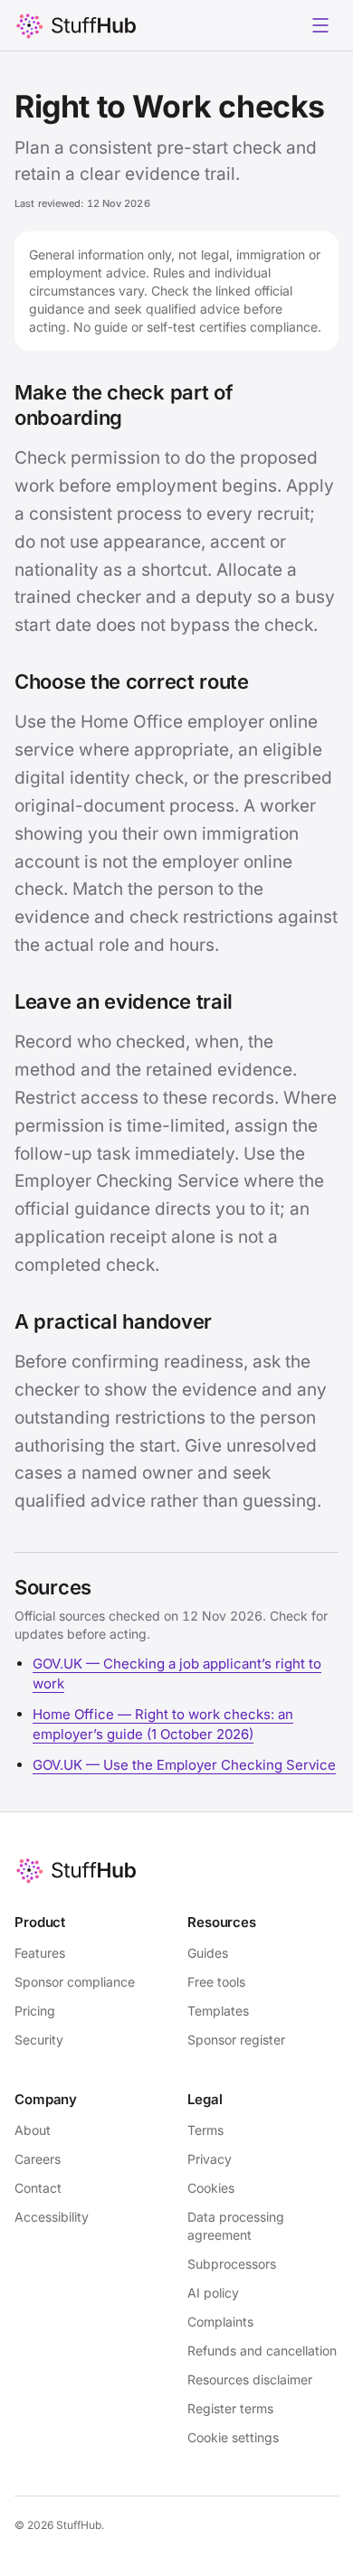 StuffHub
Right to Work checks
Plan a consistent pre-start check and
retain a clear evidence trail.
Last reviewed: 12 Nov 2026
General information only, not legal, immigration or
employment advice. Rules and individual
circumstances vary. Check the linked official
guidance and seek qualified advice before
acting. No guide or self-test certifies compliance.
Make the check part of
onboarding
Check permission to do the proposed
work before employment begins. Apply
a consistent process to every recruit;
do not use appearance, accent or
nationality as a shortcut. Allocate a
trained checker and a deputy so a busy
start date does not bypass the check.
Choose the correct route
Use the Home Office employer online
service where appropriate, an eligible
digital identity check, or the prescribed
original-document process. A worker
showing you their own immigration
account is not the employer online
check. Match the person to the
evidence and check restrictions against
the actual role and hours.
Leave an evidence trail
Record who checked, when, the
method and the retained evidence.
Restrict access to these records. Where
permission is time-limited, assign the
follow-up task immediately. Use the
Employer Checking Service where the
official guidance directs you to it; an
application receipt alone is not a
completed check.
A practical handover
Before confirming readiness, ask the
checker to show the evidence and any
outstanding restrictions to the person
authorising the start. Give unresolved
cases a named owner and seek
qualified advice rather than guessing.
Sources
Official sources checked on 12 Nov 2026. Check for
updates before acting.
• GOV.UK — Checking a job applicant’s right to
work
• Home Office — Right to work checks: an
employer’s guide (1 October 2026)
• GOV.UK — Use the Employer Checking Service
StuffHub
Product
Features
Sponsor compliance
Pricing
Security
Resources
Guides
Free tools
Templates
Sponsor register
Company
About
Careers
Contact
Accessibility
Legal
Terms
Privacy
Cookies
Data processing
agreement
Subprocessors
AI policy
Complaints
Refunds and cancellation
Resources disclaimer
Register terms
Cookie settings
© 2026 StuffHub.